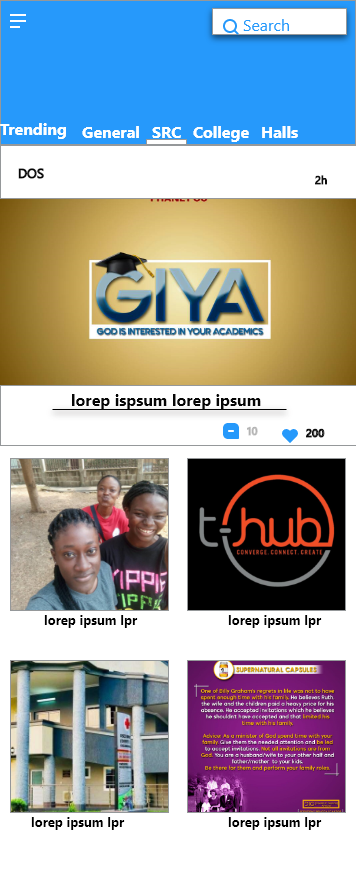 Search
Trending General SRC College Halls
DOS
2h
GIYA
GOD IS INTERESTED IN YOUR ACADEMICS
lorep ispsum lorep ipsum
10 200
t-hub
CONVERGE. CONNECT. CREATE
YIPPIE
lorep ipsum lpr
lorep ipsum lpr
SUPERNATURAL CAPSULES
One of Billy Graham's regrets in life was not to have
spent enough time with his family. He believes Ruth,
the wife and the children paid a heavy price for his
absence. He accepted invitations which he believes
he shouldn't have accepted and that limited his
time with his family.
Advice: As a minister of God spend time with your
family. Give them the needed attention and be led
to accept invitations. Not all invitations are from
God. You are a husband/wife to your other half and
father/mother to your kids.
Be there for them and perform your family roles
lorep ipsum lpr
lorep ipsum lpr